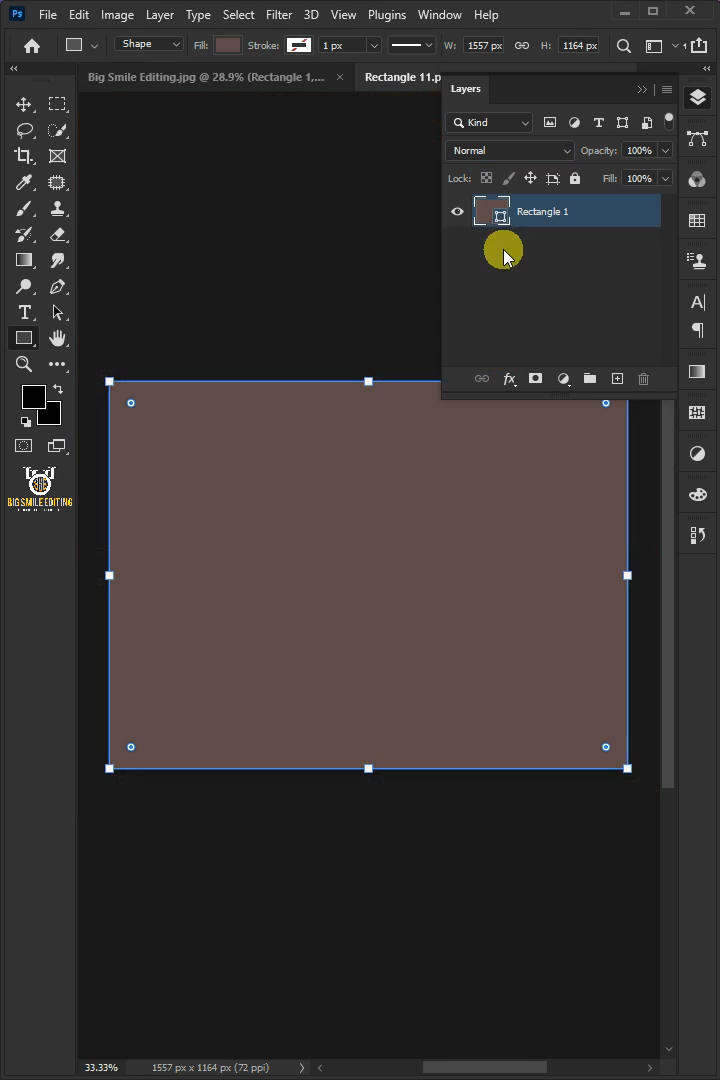 Ps File Edit Image Layer Type Select Filter 3D View Plugins Window Help
Shape Fill: Stroke: 1 px W: 1557 px H: 1164 px
Big Smile Editing.jpg @ 28.9% (Rectangle 1,... × Rectangle 11.p
Layers
Kind
Normal Opacity: 100%
Lock: Fill: 100%
Rectangle 1
fx
BIG SMILE EDITING
33.33% 1557 px x 1164 px (72 ppi)